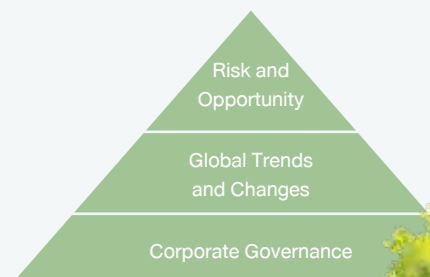 Risk and
Opportunity
Global Trends
and Changes
Corporate Governance